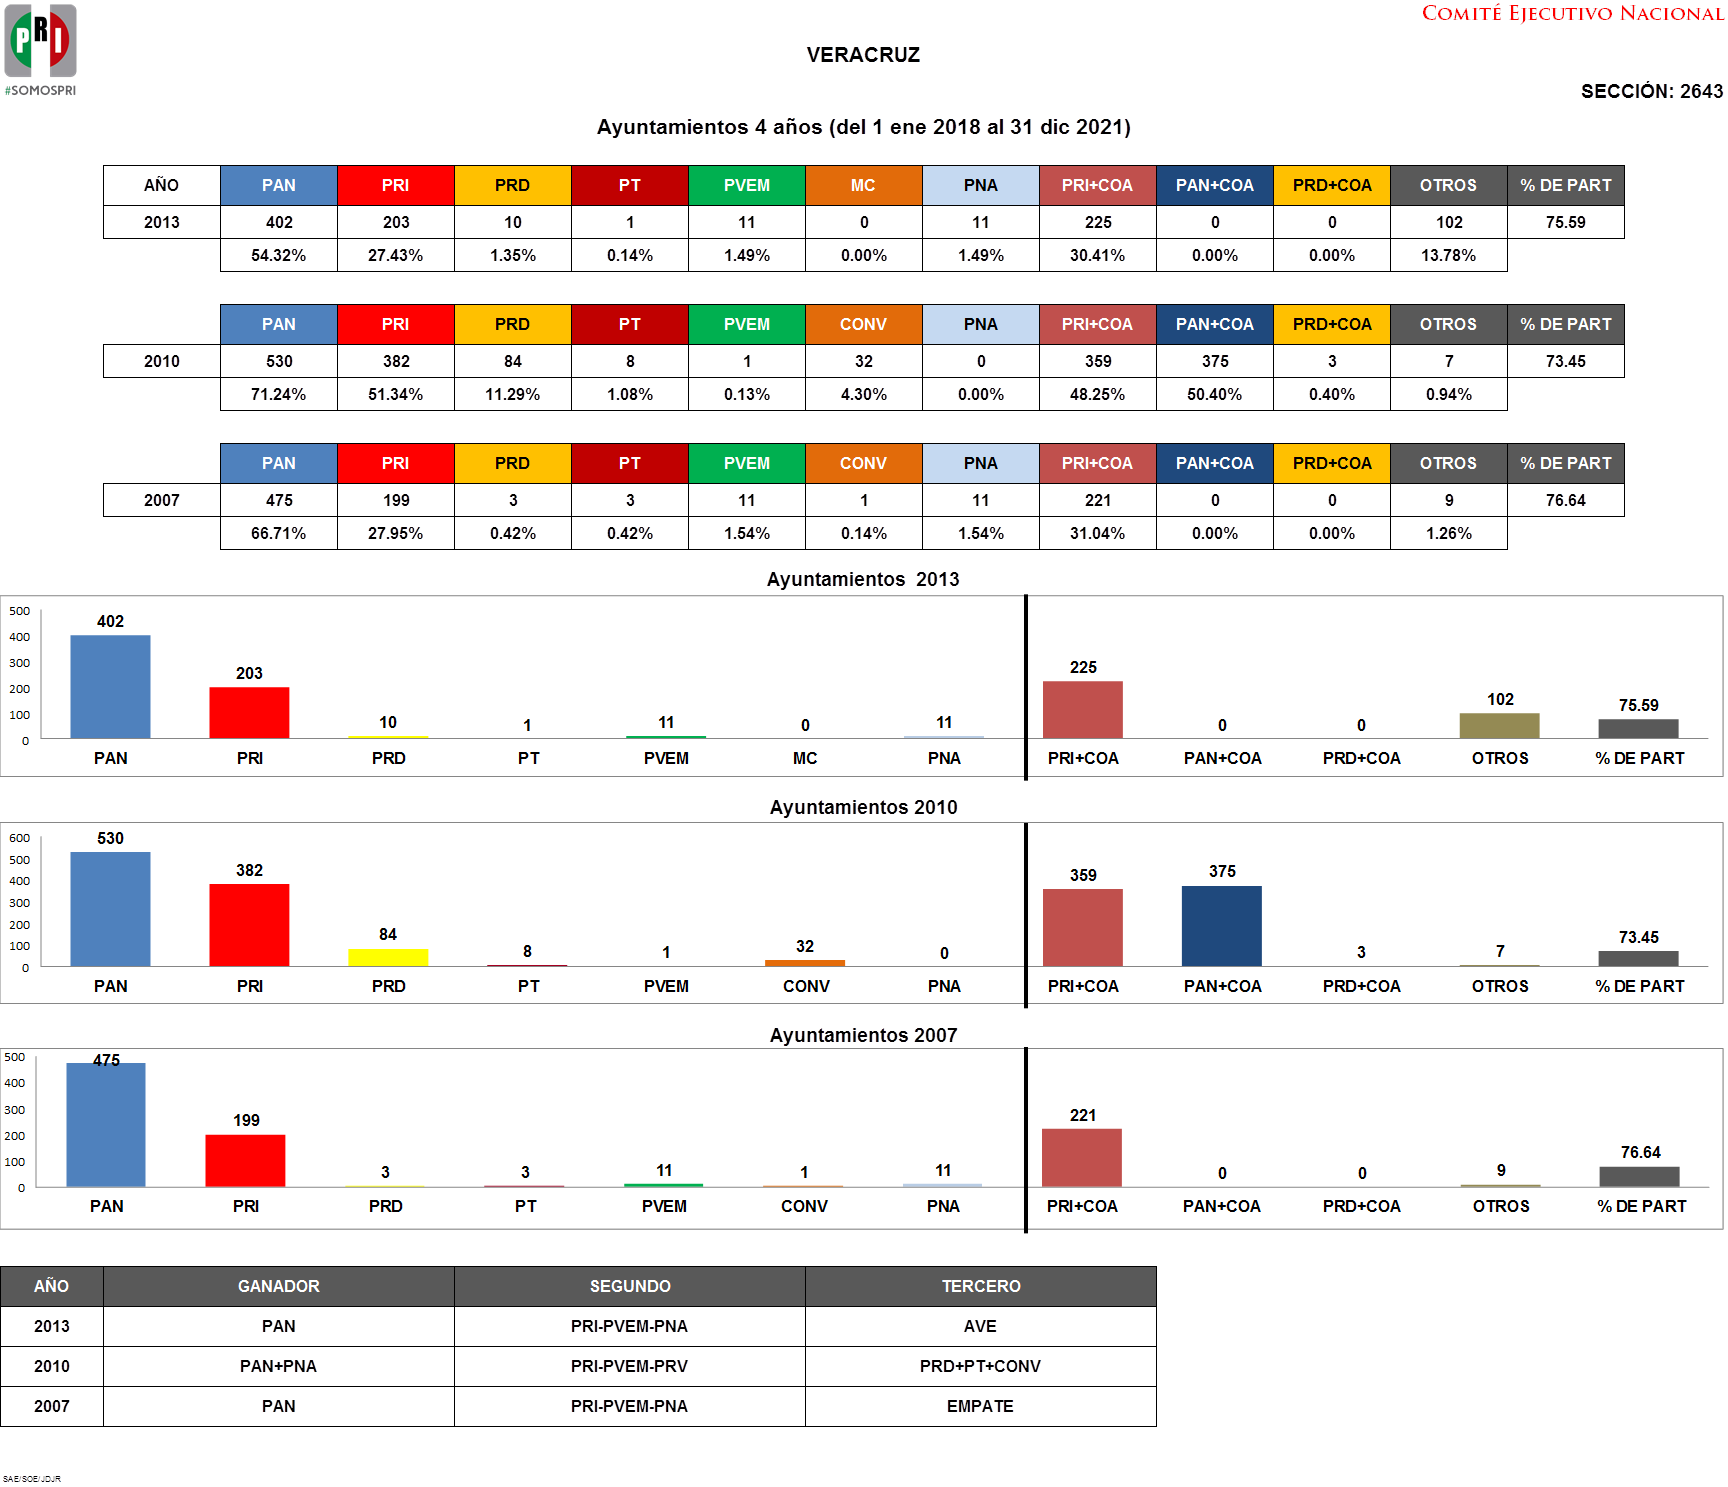 PRI
#SOMOSPRI
COMITÉ EJECUTIVO NACIONAL
VERACRUZ
SECCIÓN: 2643
Ayuntamientos 4 años (del 1 ene 2018 al 31 dic 2021)
AÑO PAN PRI PRD PT PVEM MC PNA PRI+COA PAN+COA PRD+COA OTROS % DE PART
2013 402 203 10 1 11 0 11 225 0 0 102 75.59
54.32% 27.43% 1.35% 0.14% 1.49% 0.00% 1.49% 30.41% 0.00% 0.00% 13.78%
PAN PRI PRD PT PVEM CONV PNA PRI+COA PAN+COA PRD+COA OTROS % DE PART
2010 530 382 84 8 1 32 0 359 375 3 7 73.45
71.24% 51.34% 11.29% 1.08% 0.13% 4.30% 0.00% 48.25% 50.40% 0.40% 0.94%
PAN PRI PRD PT PVEM CONV PNA PRI+COA PAN+COA PRD+COA OTROS % DE PART
2007 475 199 3 3 11 1 11 221 0 0 9 76.64
66.71% 27.95% 0.42% 0.42% 1.54% 0.14% 1.54% 31.04% 0.00% 0.00% 1.26%
Ayuntamientos 2013
500
400
300
200
100
0
402 203 10 1 11 0 11 225 0 0 102 75.59
PAN PRI PRD PT PVEM MC PNA PRI+COA PAN+COA PRD+COA OTROS % DE PART
Ayuntamientos 2010
600
500
400
300
200
100
0
530 382 84 8 1 32 0 359 375 3 7 73.45
PAN PRI PRD PT PVEM CONV PNA PRI+COA PAN+COA PRD+COA OTROS % DE PART
Ayuntamientos 2007
500
400
300
200
100
0
475 199 3 3 11 1 11 221 0 0 9 76.64
PAN PRI PRD PT PVEM CONV PNA PRI+COA PAN+COA PRD+COA OTROS % DE PART
AÑO GANADOR SEGUNDO TERCERO
2013 PAN PRI-PVEM-PNA AVE
2010 PAN+PNA PRI-PVEM-PRV PRD+PT+CONV
2007 PAN PRI-PVEM-PNA EMPATE
SAE/SOE/JDJR